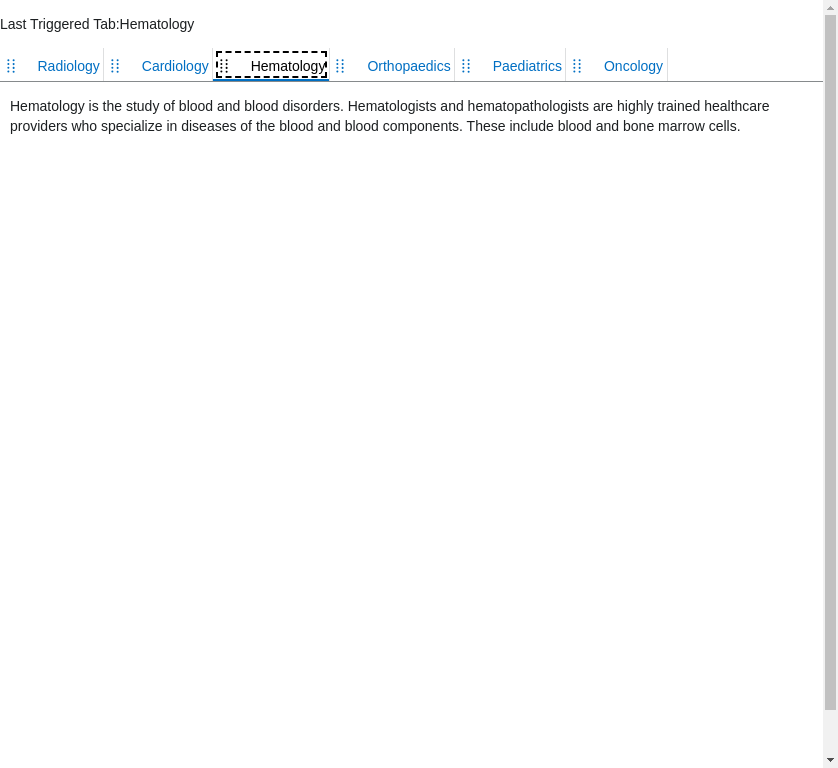 Last Triggered Tab:Hematology
Radiology Cardiology Hematology Orthopaedics Paediatrics Oncology
Hematology is the study of blood and blood disorders. Hematologists and hematopathologists are highly trained healthcare
providers who specialize in diseases of the blood and blood components. These include blood and bone marrow cells.